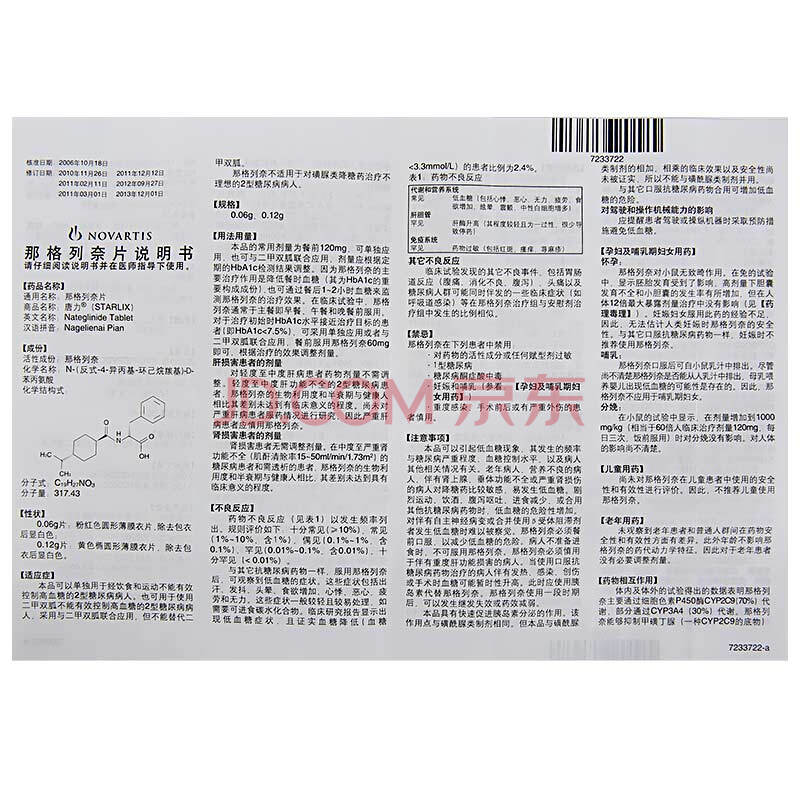 核准日期 2006年10月18日
修订日期 2010年11月26日 2011年12月12日
2011年02月11日 2012年09月27日
2011年03月01日 2013年12月03日
NOVARTIS
那格列奈片说明书
请仔细阅读说明书并在医师指导下使用。
【药品名称】
通用名称：那格列奈片
商品名称：唐力®（STARLIX）
英文名称：Nateglinide Tablet
汉语拼音：Nagelienai Pian
【成份】
活性成份：那格列奈
化学名称：N-(反式-4-异丙基-环己烷羰基)-D-
苯丙氨酸
化学结构式
O
N
H
O
OH
H₃C
CH₃
分子式：C₁₉H₂₇NO₃
分子量：317.43
【性状】
0.06g片：粉红色圆形薄膜衣片，除去包衣
后显白色。
0.12g片：黄色椭圆形薄膜衣片，除去包衣
后显白色。
【适应症】
本品可以单独用于经饮食和运动不能有效
控制高血糖的2型糖尿病病人。也可用于使用
二甲双胍不能有效控制高血糖的2型糖尿病病
人，采用与二甲双胍联合应用，但不能替代二
甲双胍。
那格列奈不适用于对磺脲类降糖药治疗不
理想的2型糖尿病病人。
【规格】
0.06g、0.12g
【用法用量】
本品的常用剂量为餐前120mg，可单独应
用，也可与二甲双胍联合应用，剂量应根据定
期的HbA1c检测结果调整。因为那格列奈的主
要治疗作用是降低餐时血糖（其为HbA1c的重
要构成成份），也可通过餐后1~2小时血糖来监
测那格列奈的治疗效果。在临床试验中，那格
列奈通常于主餐即早餐、午餐和晚餐前服用。
对于治疗初始时HbA1c水平接近治疗目标的患
者（即HbA1c<7.5%），可采用单独应用或者与
二甲双胍联合应用，餐前服用那格列奈60mg
即可，根据治疗的效果调整剂量。
肝损害患者的剂量
对轻度至中度肝病患者药物剂量不需调
整。轻度至中度肝功能不全的非糖尿病患
者，那格列奈的生物利用度和半衰期与健康人
相比其差别未达到有临床意义的程度。尚未对
严重肝病患者服药情况进行研究，因此严重肝
病患者应慎用那格列奈。
肾损害患者的剂量
肾损害患者无需调整剂量。在中度至严重肾
功能不全（肌酐清除率15~50ml/min/1.73m²）的
糖尿病患者和需透析的患者，那格列奈的生物利
用度和半衰期与健康人相比，其差别未达到具有
临床意义的程度。
【不良反应】
药物不良反应（见表1）以发生频率列
出。规则评价如下，十分常见（≥10%），常见
（1%~10%，含1%），偶见（0.1%~1%，含
0.1%），罕见（0.01%~0.1%，含0.01%），十
分罕见（<0.01%）。
与其他抗糖尿病药物一样，服用那格列奈
后，可观察到低血糖的症状。这些症状包括出
汗、发抖、头晕、食欲增加、心悸、恶心、疲
劳和无力。这些症状一般较轻且较易处理，如
需要可进食碳水化合物。临床研究报告显示出
现低血糖症状，且证实血糖降低（血糖
<3.3mmol/L）的患者比例为2.4%。
表1 药物不良反应
代谢和营养系统
常见 低血糖（包括心悸、恶心、无力、疲劳、食
欲增加、眩晕、震颤、中性白细胞增多）
肝胆管
罕见 肝酶升高（其程度较轻且为一过性，很少导
致停药）
免疫系统
罕见 药物过敏（包括红斑、瘙痒、荨麻疹）
其它不良反应
临床试验发现的其它不良事件，包括胃肠
道反应（腹痛、消化不良、腹泻）、头痛以及
糖尿病人群可能同时伴发的一些临床症状（如
呼吸道感染）等在那格列奈治疗组与安慰剂治
疗组中发生的比例相似。
【禁忌】
那格列奈在下列患者中禁用：
· 对药物的活性成分或任何赋型剂过敏
· 1型糖尿病
· 糖尿病酮症酸中毒
· 妊娠和哺乳（参看【孕妇及哺乳期妇
女用药】）
· 重度感染、手术前后或有严重外伤的患
者慎用。
【注意事项】
本品可以引起低血糖现象，其发生的频率
与糖尿病严重程度，血糖控制水平，以及病人
其他相关情况有关。老年病人、营养不良的病
人、伴有肾上腺、垂体功能不全或严重肾损伤
的病人对降糖药比较敏感，易发生低血糖。剧
烈运动、饮酒、腹泻呕吐、进食减少、或合用
其他抗糖尿病药物时，低血糖的危险性增加。
对伴有自主神经病变或合并使用β受体阻滞剂
者发生低血糖时难以被察觉。那格列奈必须餐
前口服，以减少低血糖的危险。病人不准备进
食时，不可服用那格列奈。那格列奈必须慎用
于伴有重度肝功能损害的病人。当使用口服抗
糖尿病药物治疗的病人伴有发热、感染、创伤
或手术时血糖可能暂时性升高。此时应使用胰
岛素代替那格列奈。那格列奈使用一段时期
后，可以发生继发失效或药效减弱。
本品具有快速促进胰岛素分泌的作用。该
作用点与磺酰脲类制剂相同。但本品与磺酰脲
7233722
类制剂的相加、相乘的临床效果以及安全性尚
未被证实，所以不能与磺酰脲类制剂并用。
与其它口服抗糖尿病药物合用可增加低血
糖的危险。
对驾驶和操作机械能力的影响
应提醒患者驾驶或操纵机器时采取预防措
施避免低血糖。
【孕妇及哺乳期妇女用药】
怀孕：
那格列奈对小鼠无致畸作用。在兔的试验
中，显示胚胎发育受到了影响，高剂量下胆囊
发育不全和小胆囊的发生率有所增加，但在人
体12倍最大暴露剂量治疗中没有影响（见【药
理毒理】）。妊娠妇女服用此药的经验不足，
因此，无法估计人类妊娠时那格列奈的安全
性。与其它口服抗糖尿病药物一样，妊娠时不
推荐使用那格列奈。
哺乳：
那格列奈口服后可自小鼠乳汁中排出。尽管
尚不清楚那格列奈是否能从人乳汁中排出，母乳喂
养婴儿出现低血糖的可能性是存在的。因此，那
格列奈不应用于哺乳期妇女。
分娩：
在小鼠的试验中显示，在剂量增加到1000
mg/kg（相当于60倍人临床治疗剂量120mg，每
日三次，饭前服用）时对分娩没有影响。对人体
的影响尚不清楚。
【儿童用药】
尚未对那格列奈在儿童患者中使用的安全
性和有效性进行评价。因此，不推荐儿童使用
那格列奈。
【老年用药】
未观察到老年患者和普通人群间在药物安
全性和有效性方面有差异。此外年龄不影响那
格列奈的药代动力学特征。因此对于老年患者
没有必要调整剂量。
【药物相互作用】
体内及体外的试验得出的数据表明那格列
奈主要通过细胞色素P450酶CYP2C9(70%) 代
谢，部分通过CYP3A4 (30%) 代谢。那格列
奈能够抑制甲磺丁脲（一种CYP2C9的底物）
7233722-a
JD.COM 京东